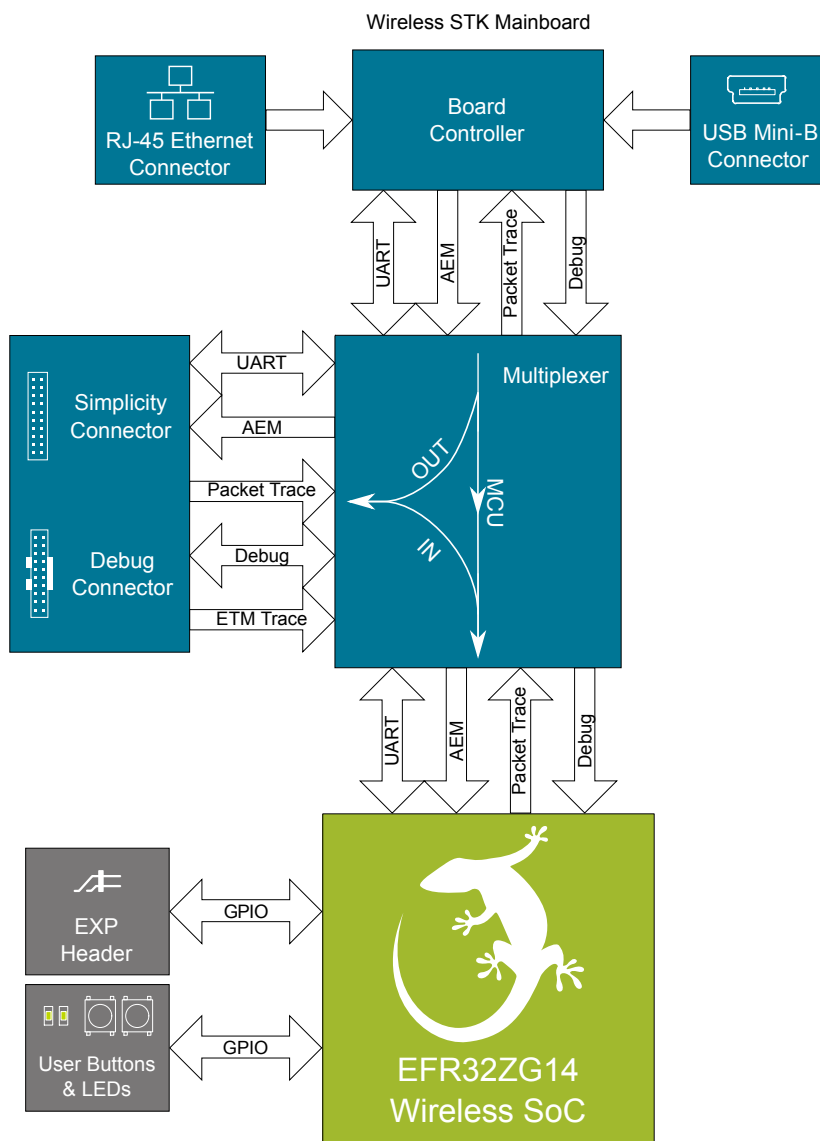 Wireless STK Mainboard
RJ-45 Ethernet
Connector
Board
Controller
USB Mini-B
Connector
UART
AEM
Packet Trace
Debug
Simplicity
Connector
Debug
Connector
UART
AEM
Packet Trace
Debug
ETM Trace
Multiplexer
OUT
MCU
IN
UART
AEM
Packet Trace
Debug
EXP
Header
GPIO
User Buttons
& LEDs
GPIO
EFR32ZG14
Wireless SoC